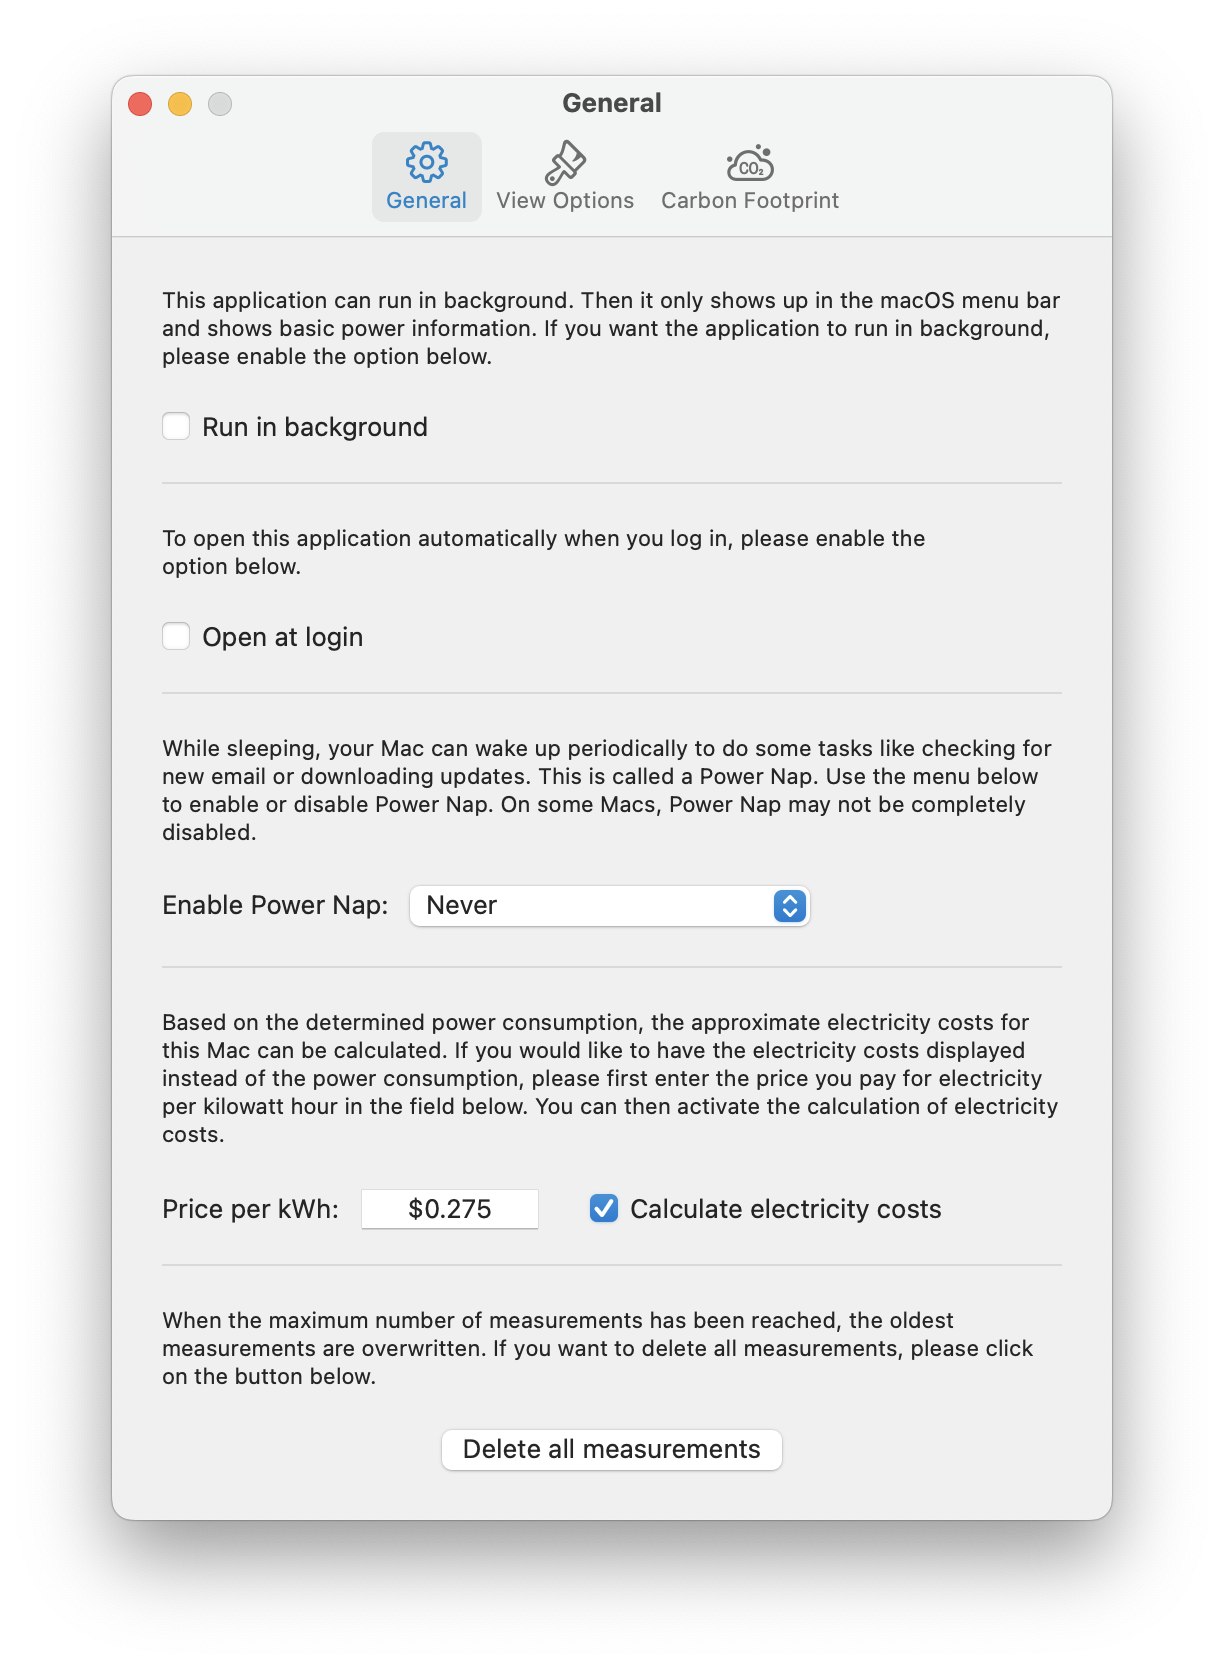 General
General
View Options
CO₂
Carbon Footprint
This application can run in background. Then it only shows up in the macOS menu bar
and shows basic power information. If you want the application to run in background,
please enable the option below.
Run in background
To open this application automatically when you log in, please enable the
option below.
Open at login
While sleeping, your Mac can wake up periodically to do some tasks like checking for
new email or downloading updates. This is called a Power Nap. Use the menu below
to enable or disable Power Nap. On some Macs, Power Nap may not be completely
disabled.
Enable Power Nap: Never
Based on the determined power consumption, the approximate electricity costs for
this Mac can be calculated. If you would like to have the electricity costs displayed
instead of the power consumption, please first enter the price you pay for electricity
per kilowatt hour in the field below. You can then activate the calculation of electricity
costs.
Price per kWh: $0.275 Calculate electricity costs
When the maximum number of measurements has been reached, the oldest
measurements are overwritten. If you want to delete all measurements, please click
on the button below.
Delete all measurements